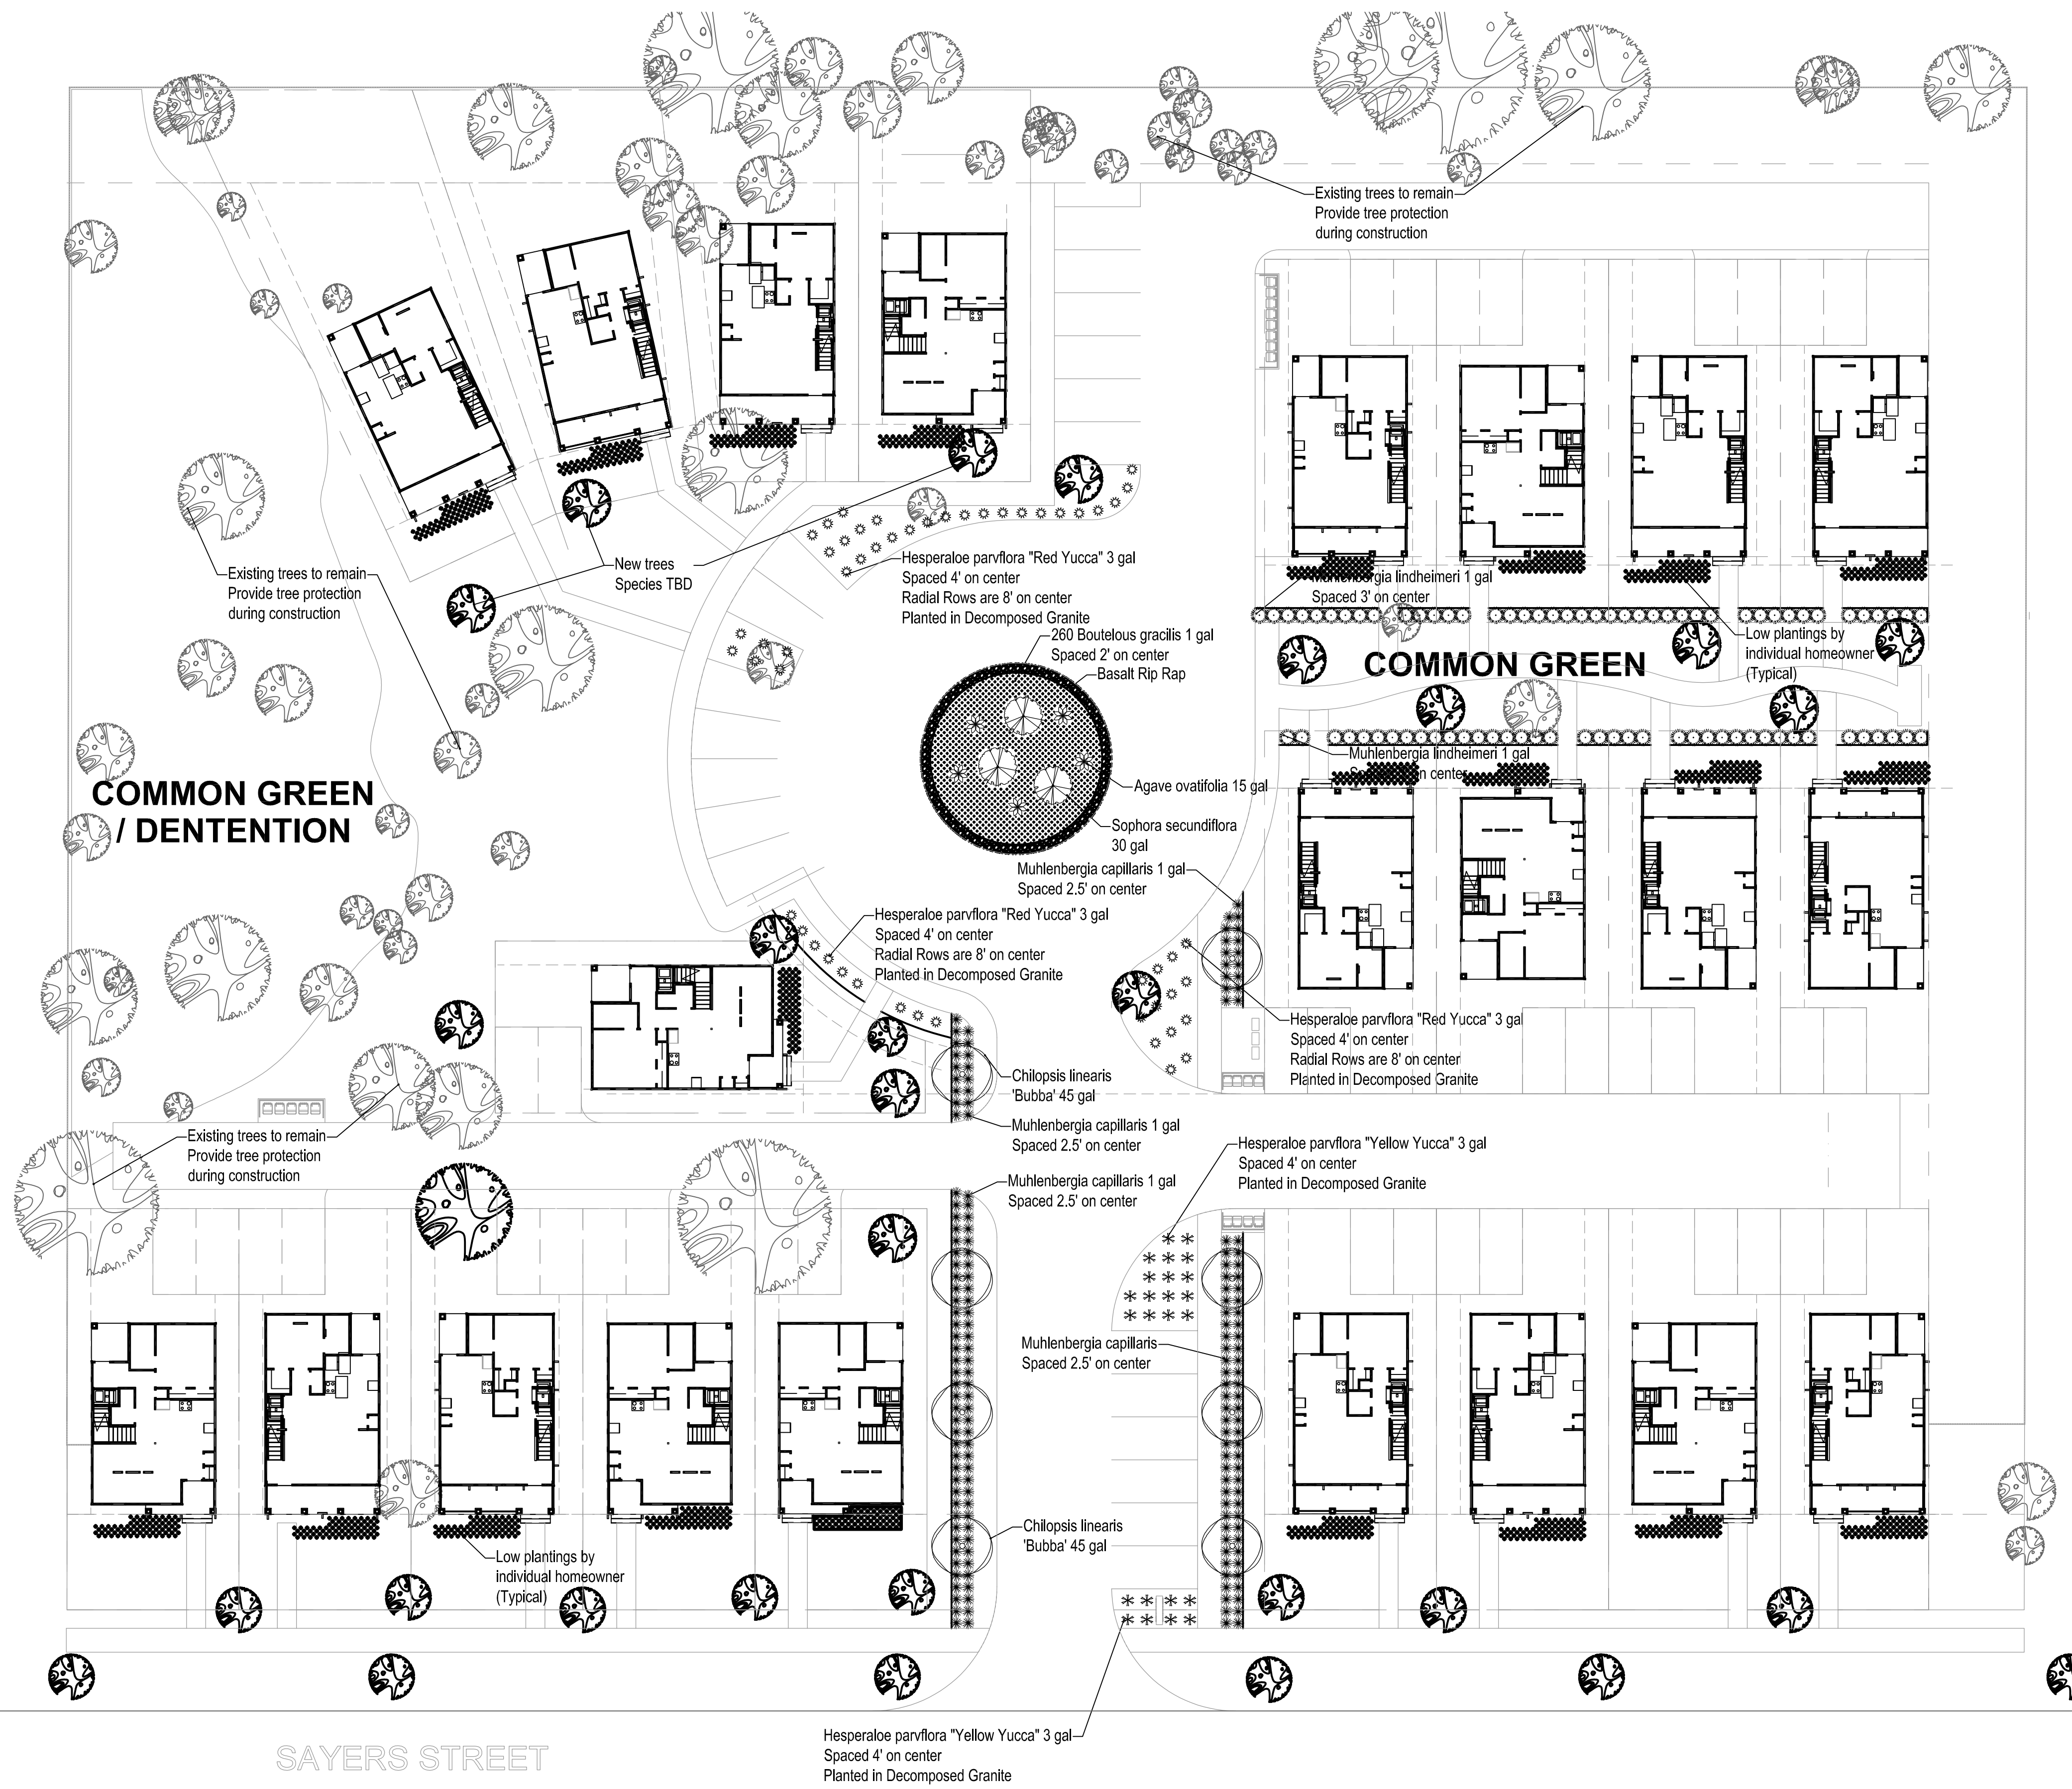 Existing trees to remain
Provide tree protection
during construction
Existing trees to remain
Provide tree protection
during construction
New trees
Species TBD
Hesperaloe parvflora "Red Yucca" 3 gal
Spaced 4' on center
Radial Rows are 8' on center
Planted in Decomposed Granite
Muhlenbergia lindheimeri 1 gal
Spaced 3' on center
260 Boutelous gracilis 1 gal
Spaced 2' on center
Basalt Rip Rap
COMMON GREEN
Low plantings by
individual homeowner
(Typical)
Muhlenbergia lindheimeri 1 gal
on center
COMMON GREEN
/ DENTENTION
Agave ovatifolia 15 gal
Sophora secundiflora
30 gal
Muhlenbergia capillaris 1 gal
Spaced 2.5' on center
Hesperaloe parvflora "Red Yucca" 3 gal
Spaced 4' on center
Radial Rows are 8' on center
Planted in Decomposed Granite
Hesperaloe parvflora "Red Yucca" 3 gal
Spaced 4' on center
Radial Rows are 8' on center
Planted in Decomposed Granite
Chilopsis linearis
'Bubba' 45 gal
Muhlenbergia capillaris 1 gal
Spaced 2.5' on center
Existing trees to remain
Provide tree protection
during construction
Hesperaloe parvflora "Yellow Yucca" 3 gal
Spaced 4' on center
Planted in Decomposed Granite
Muhlenbergia capillaris 1 gal
Spaced 2.5' on center
Muhlenbergia capillaris
Spaced 2.5' on center
Chilopsis linearis
'Bubba' 45 gal
Low plantings by
individual homeowner
(Typical)
Hesperaloe parvflora "Yellow Yucca" 3 gal
Spaced 4' on center
Planted in Decomposed Granite
SAYERS STREET